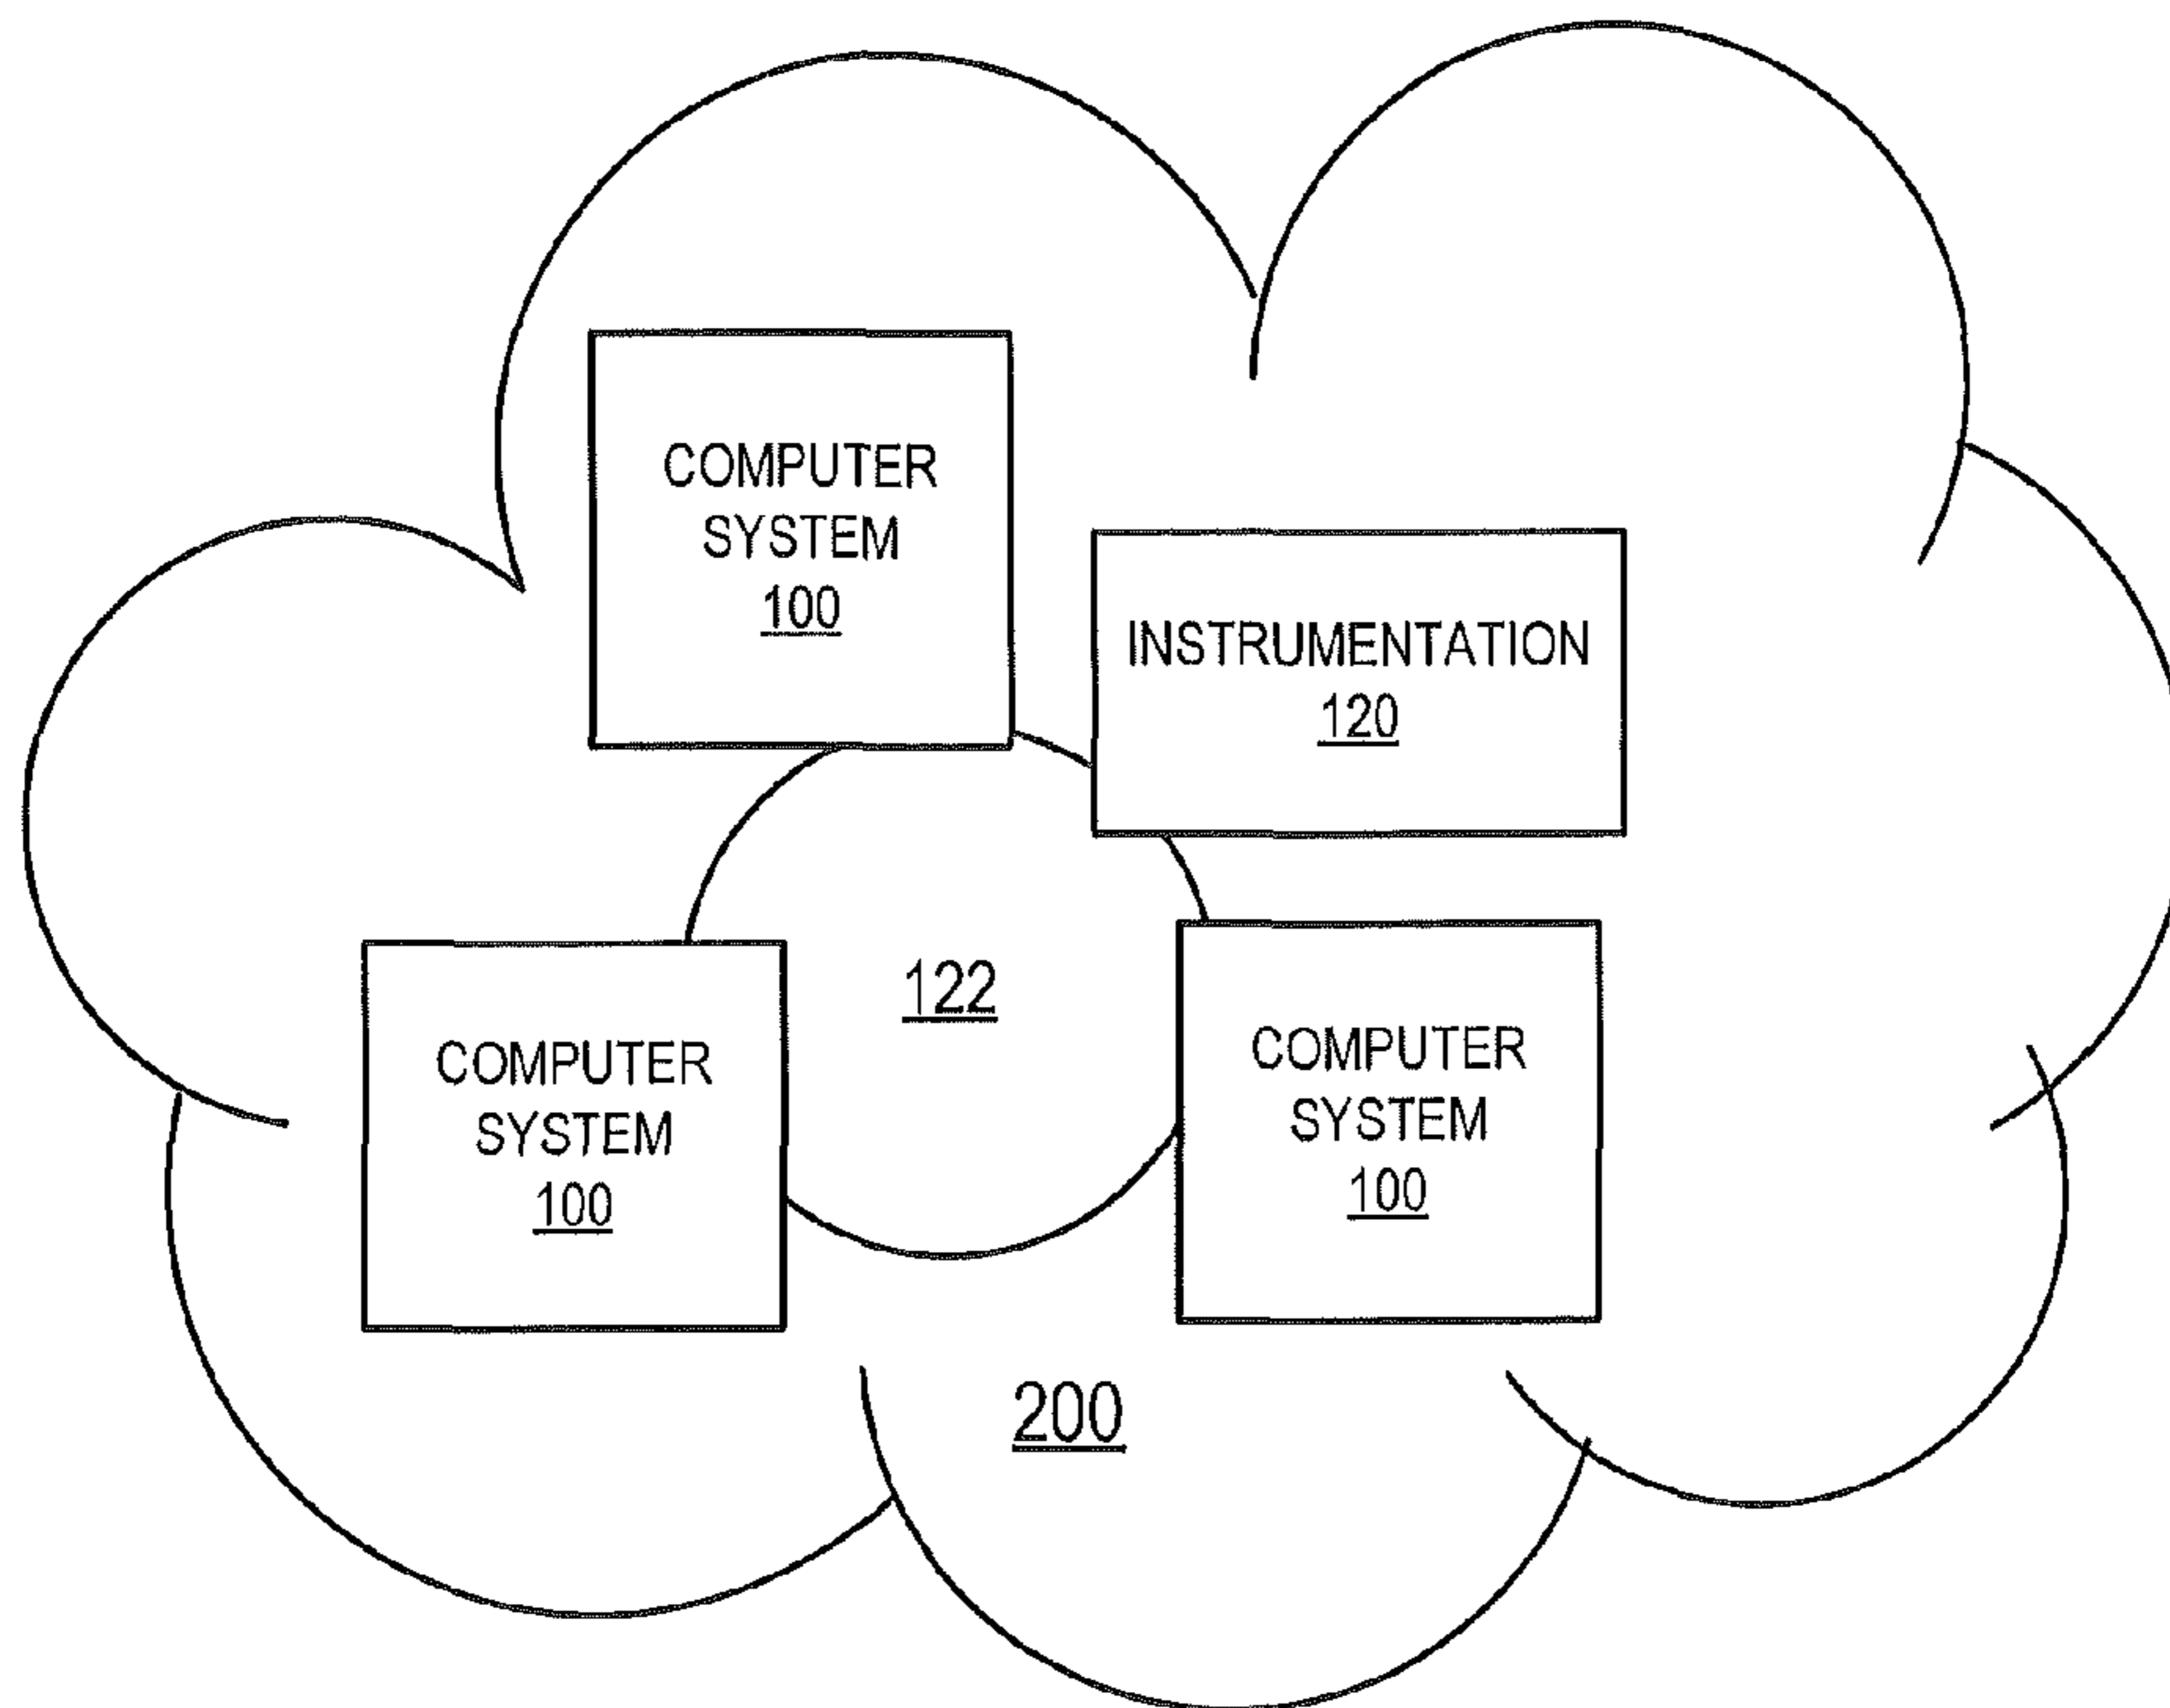 COMPUTER
SYSTEM
100
INSTRUMENTATION
120
122
COMPUTER
SYSTEM
100
COMPUTER
SYSTEM
100
200